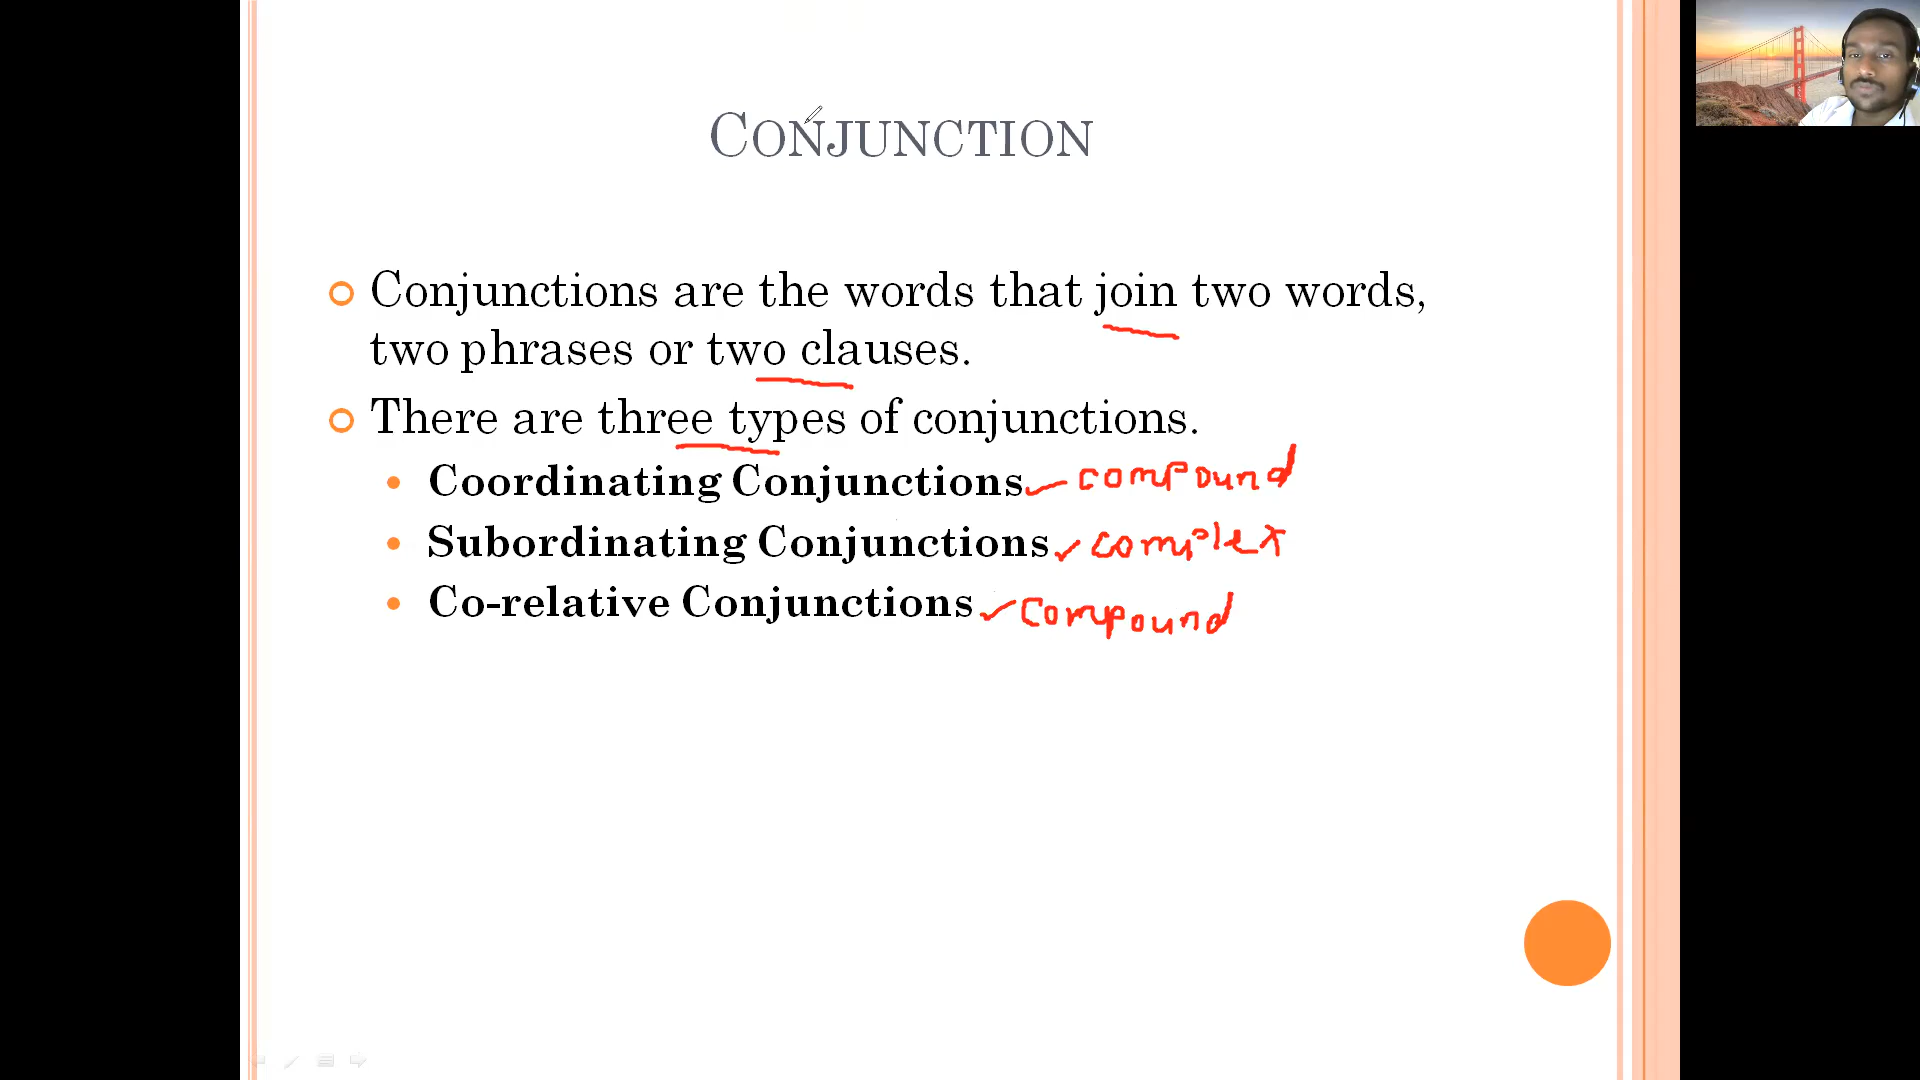 CONJUNCTION
Conjunctions are the words that join two words,
two phrases or two clauses.
There are three types of conjunctions.
Coordinating Conjunctions compound
Subordinating Conjunctions complex
Co-relative Conjunctions compound